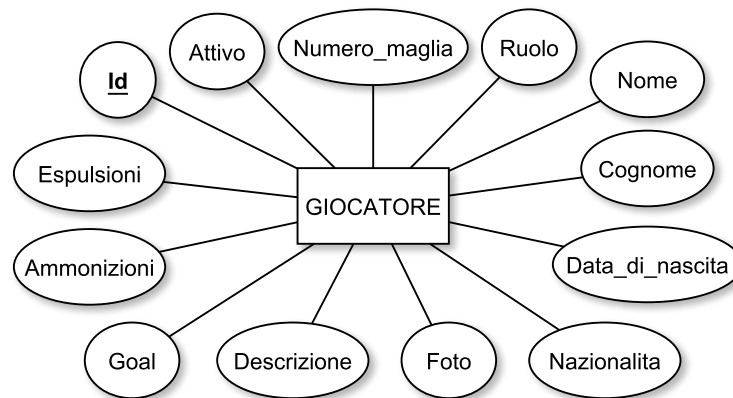 Id
Attivo
Numero_maglia
Ruolo
Nome
Espulsioni
GIOCATORE
Cognome
Ammonizioni
Data_di_nascita
Goal
Descrizione
Foto
Nazionalita